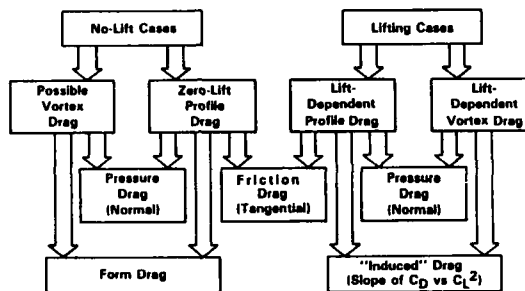 No-Lift Cases
Lifting Cases
Possible
Vortex
Drag
Zero-Lift
Profile
Drag
Lift-
Dependent
Profile Drag
Lift-
Dependent
Vortex Drag
Pressure
Drag
(Normal)
Friction
Drag
(Tangential)
Pressure
Drag
(Normal)
Form Drag
"Induced" Drag
(Slope of CD vs CL²)